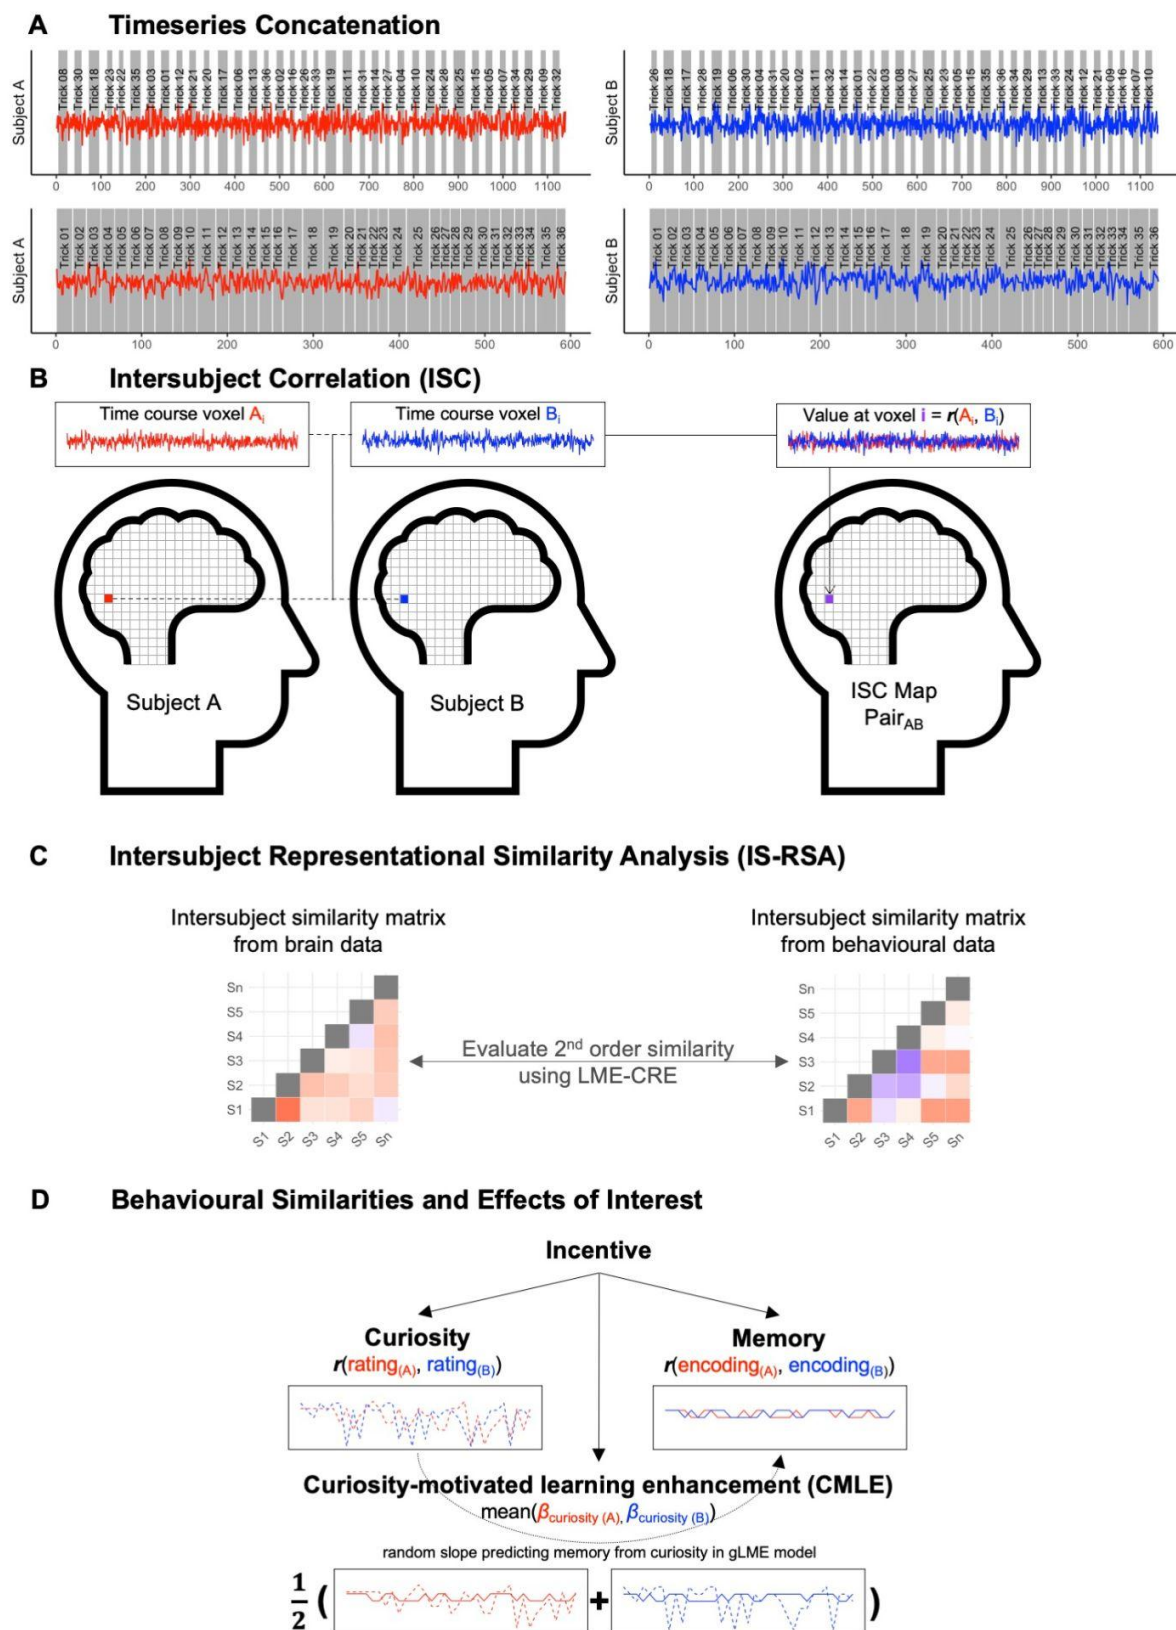 A Timeseries Concatenation
Subject A
Trick 08 Trick 30 Trick 18 Trick 23 Trick 22 Trick 35 Trick 03 Trick 01 Trick 12 Trick 21 Trick 20 Trick 17 Trick 06 Trick 13 Trick 36 Trick 02 Trick 16 Trick 26 Trick 33 Trick 19 Trick 11 Trick 31 Trick 14 Trick 27 Trick 04 Trick 10 Trick 24 Trick 28 Trick 25 Trick 15 Trick 05 Trick 07 Trick 34 Trick 29 Trick 09 Trick 32
0 100 200 300 400 500 600 700 800 900 1000 1100
Subject B
Trick 26 Trick 18 Trick 17 Trick 28 Trick 19 Trick 06 Trick 30 Trick 04 Trick 31 Trick 20 Trick 02 Trick 11 Trick 32 Trick 14 Trick 01 Trick 22 Trick 03 Trick 08 Trick 27 Trick 25 Trick 23 Trick 05 Trick 15 Trick 35 Trick 36 Trick 34 Trick 29 Trick 13 Trick 33 Trick 24 Trick 12 Trick 21 Trick 09 Trick 16 Trick 07 Trick 10
0 100 200 300 400 500 600 700 800 900 1000 1100
Subject A
Trick 01 Trick 02 Trick 03 Trick 04 Trick 05 Trick 06 Trick 07 Trick 08 Trick 09 Trick 10 Trick 11 Trick 12 Trick 13 Trick 14 Trick 15 Trick 16 Trick 17 Trick 18 Trick 19 Trick 20 Trick 21 Trick 22 Trick 23 Trick 24 Trick 25 Trick 26 Trick 27 Trick 28 Trick 29 Trick 30 Trick 31 Trick 32 Trick 33 Trick 34 Trick 35 Trick 36
0 100 200 300 400 500 600
Subject B
Trick 01 Trick 02 Trick 03 Trick 04 Trick 05 Trick 06 Trick 07 Trick 08 Trick 09 Trick 10 Trick 11 Trick 12 Trick 13 Trick 14 Trick 15 Trick 16 Trick 17 Trick 18 Trick 19 Trick 20 Trick 21 Trick 22 Trick 23 Trick 24 Trick 25 Trick 26 Trick 27 Trick 28 Trick 29 Trick 30 Trick 31 Trick 32 Trick 33 Trick 34 Trick 35 Trick 36
0 100 200 300 400 500 600
B Intersubject Correlation (ISC)
Time course voxel Ai
Time course voxel Bi
Value at voxel i = r(Ai, Bi)
Subject A
Subject B
ISC Map
PairAB
C Intersubject Representational Similarity Analysis (IS-RSA)
Intersubject similarity matrix
from brain data
Sn
S5
S4
S3
S2
S1
S1 S2 S3 S4 S5 Sn
Evaluate 2nd order similarity
using LME-CRE
Intersubject similarity matrix
from behavioural data
Sn
S5
S4
S3
S2
S1
S1 S2 S3 S4 S5 Sn
D Behavioural Similarities and Effects of Interest
Incentive
Curiosity
r(rating(A), rating(B))
Memory
r(encoding(A), encoding(B))
Curiosity-motivated learning enhancement (CMLE)
mean(βcuriosity (A), βcuriosity (B))
random slope predicting memory from curiosity in gLME model
1
2
( + )